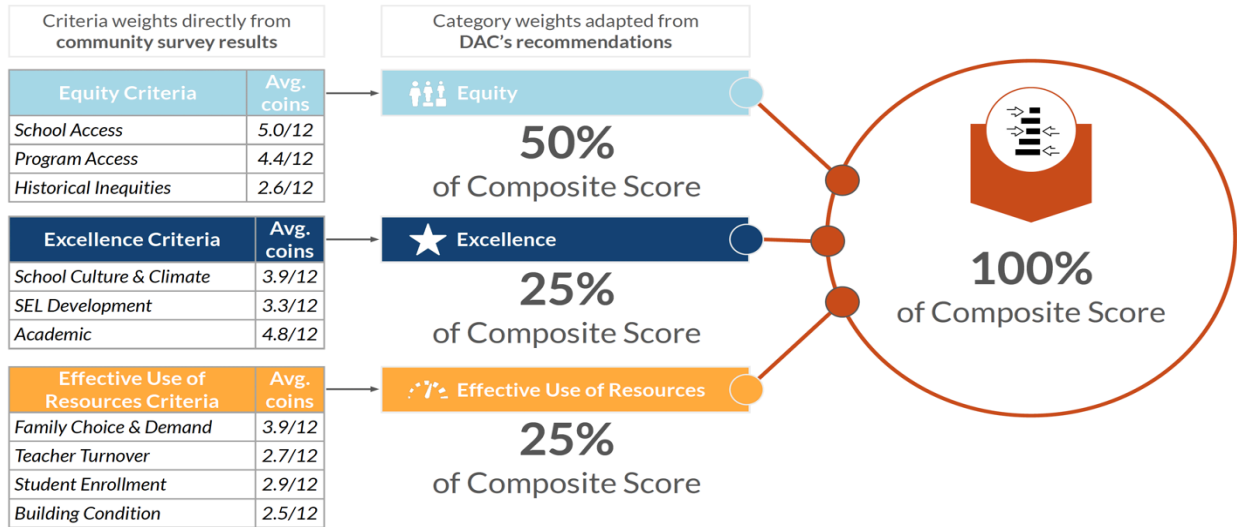 Criteria weights directly from
community survey results
Category weights adapted from
DAC's recommendations
Equity Criteria
Avg.
coins
School Access 5.0/12
Program Access 4.4/12
Historical Inequities 2.6/12
Equity
50%
of Composite Score
Excellence Criteria
Avg.
coins
School Culture & Climate 3.9/12
SEL Development 3.3/12
Academic 4.8/12
Excellence
25%
of Composite Score
Effective Use of
Resources Criteria
Avg.
coins
Family Choice & Demand 3.9/12
Teacher Turnover 2.7/12
Student Enrollment 2.9/12
Building Condition 2.5/12
Effective Use of Resources
25%
of Composite Score
100%
of Composite Score